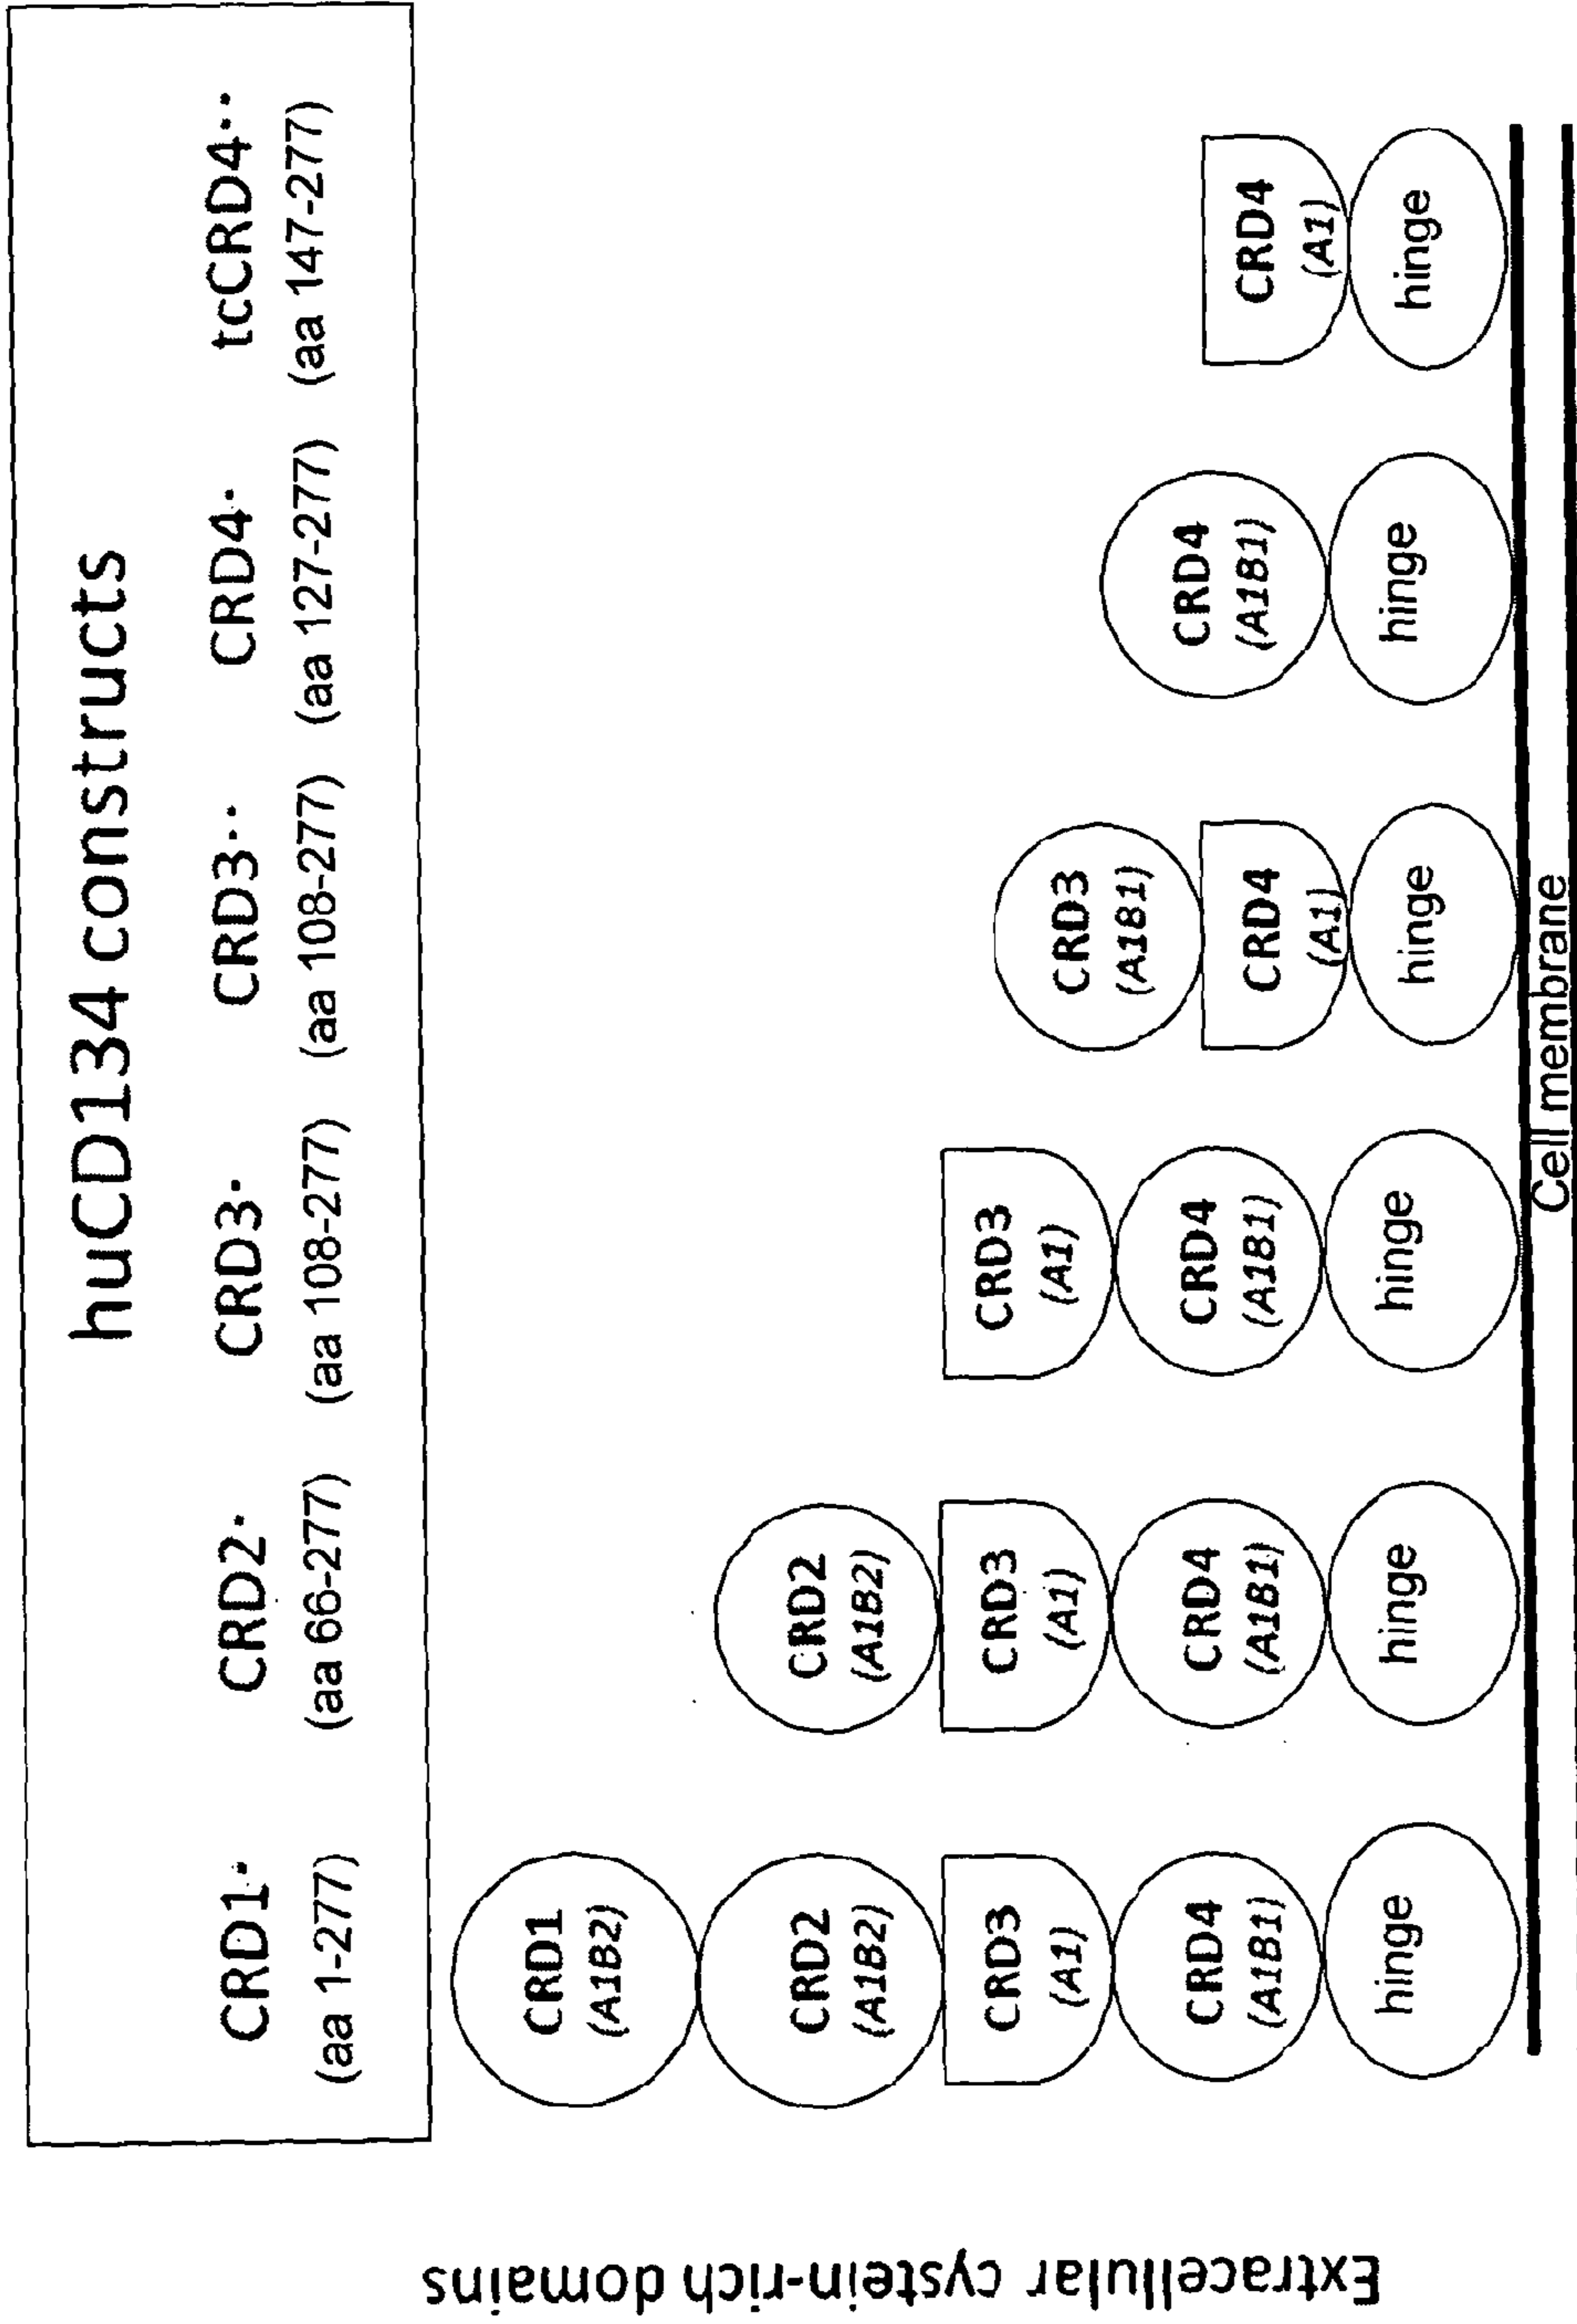 huCD134 constructs
CRD1· CRD2· CRD3· CRD3·· CRD4· tcCRD4··
(aa 1-277) (aa 66-277) (aa 108-277) (aa 108-277) (aa 127-277) (aa 147-277)
Extracellular cystein-rich domains
CRD1
(A1B2)
CRD2
(A1B2)
CRD3
(A1)
CRD4
(A1B1)
hinge
CRD2
(A1B2)
CRD3
(A1)
CRD4
(A1B1)
hinge
CRD3
(A1)
CRD4
(A1B1)
hinge
CRD3
(A1B1)
CRD4
(A1)
hinge
CRD4
(A1B1)
hinge
CRD4
(A1)
hinge
Cell membrane